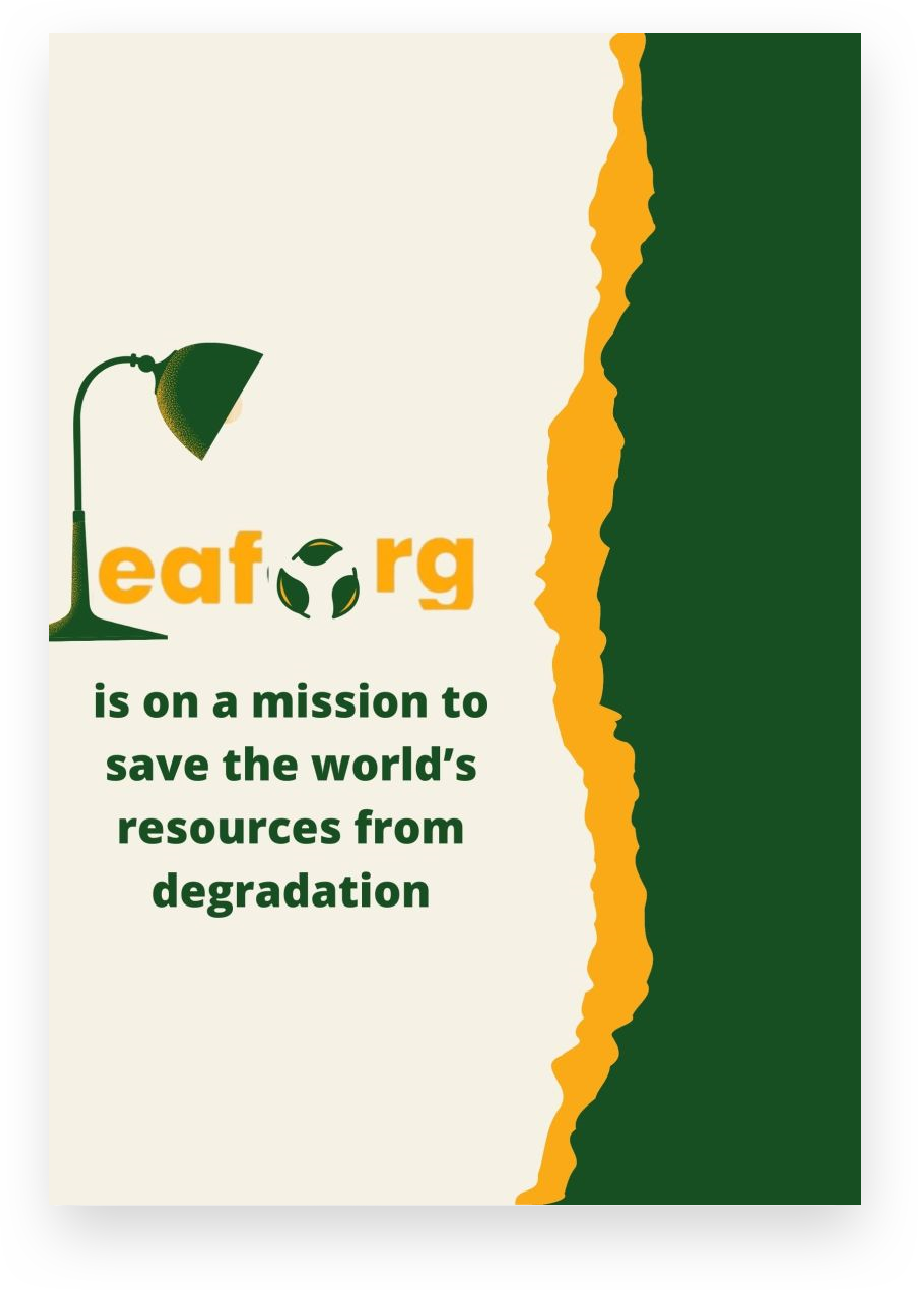 leaforg
is on a mission to
save the world's
resources from
degradation